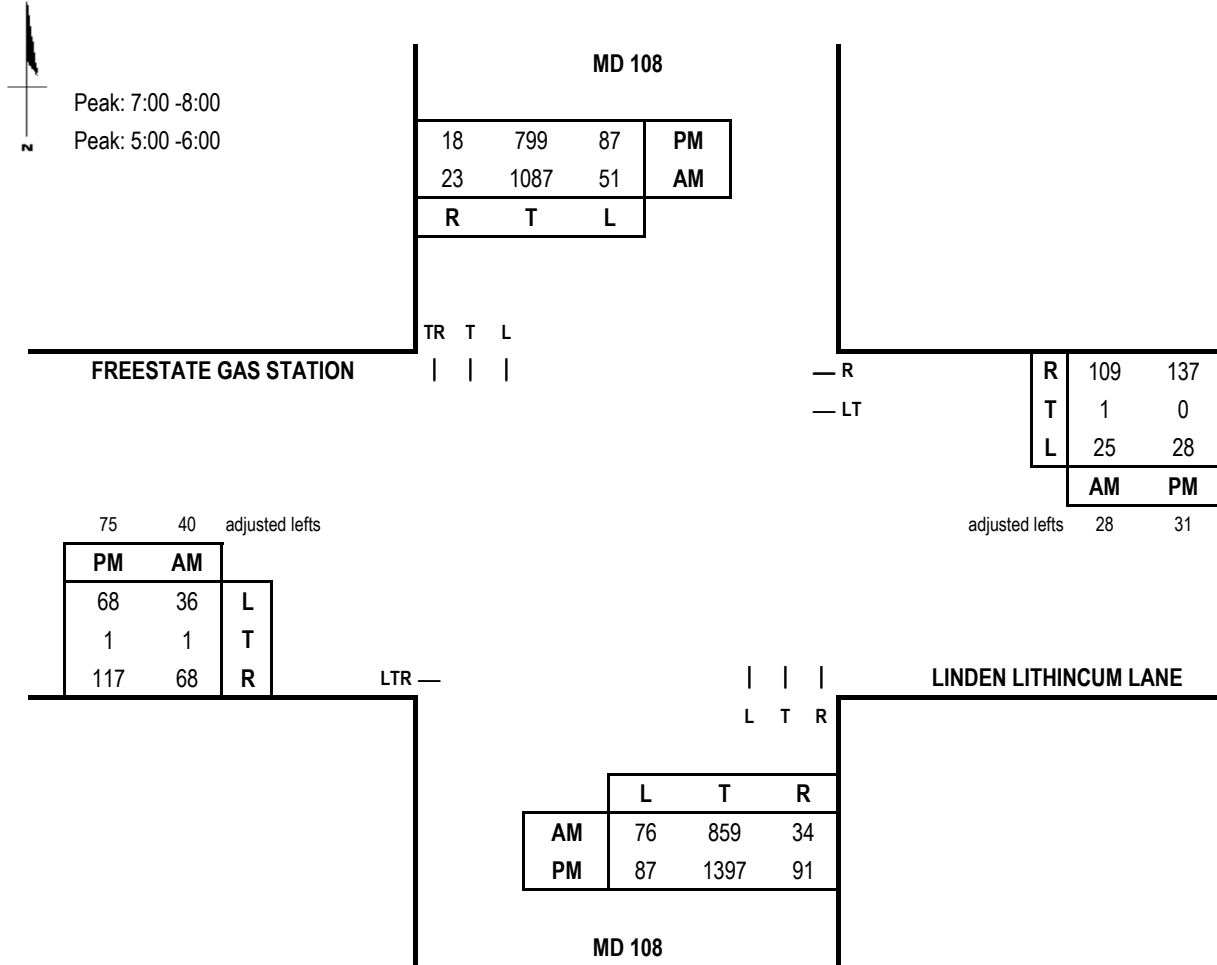 MD 108
Peak: 7:00 -8:00
Peak: 5:00 -6:00
N
18 799 87 PM
23 1087 51 AM
R T L
TR T L
FREESTATE GAS STATION
R
LT
R 109 137
T 1 0
L 25 28
AM PM
adjusted lefts 28 31
75 40 adjusted lefts
PM AM
68 36 L
1 1 T
117 68 R
LTR
LINDEN LITHINCUM LANE
L T R
L T R
AM 76 859 34
PM 87 1397 91
MD 108